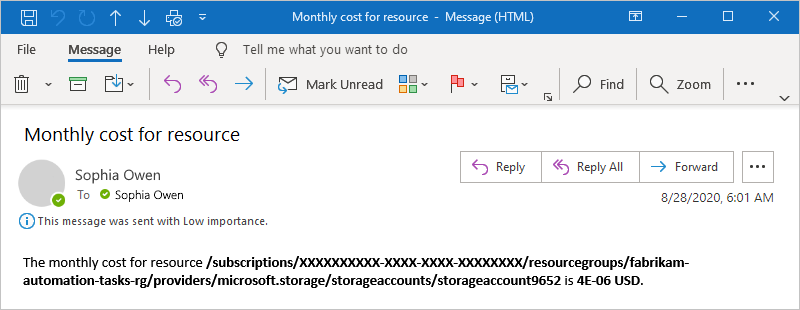 Monthly cost for resource - Message (HTML)
File Message Help Tell me what you want to do
Mark Unread Find Zoom
Monthly cost for resource
Sophia Owen
To Sophia Owen
Reply Reply All Forward
8/28/2020, 6:01 AM
This message was sent with Low importance.
The monthly cost for resource /subscriptions/XXXXXXXXXX-XXXX-XXXX-XXXXXXXX/resourcegroups/fabrikam-
automation-tasks-rg/providers/microsoft.storage/storageaccounts/storageaccount9652 is 4E-06 USD.